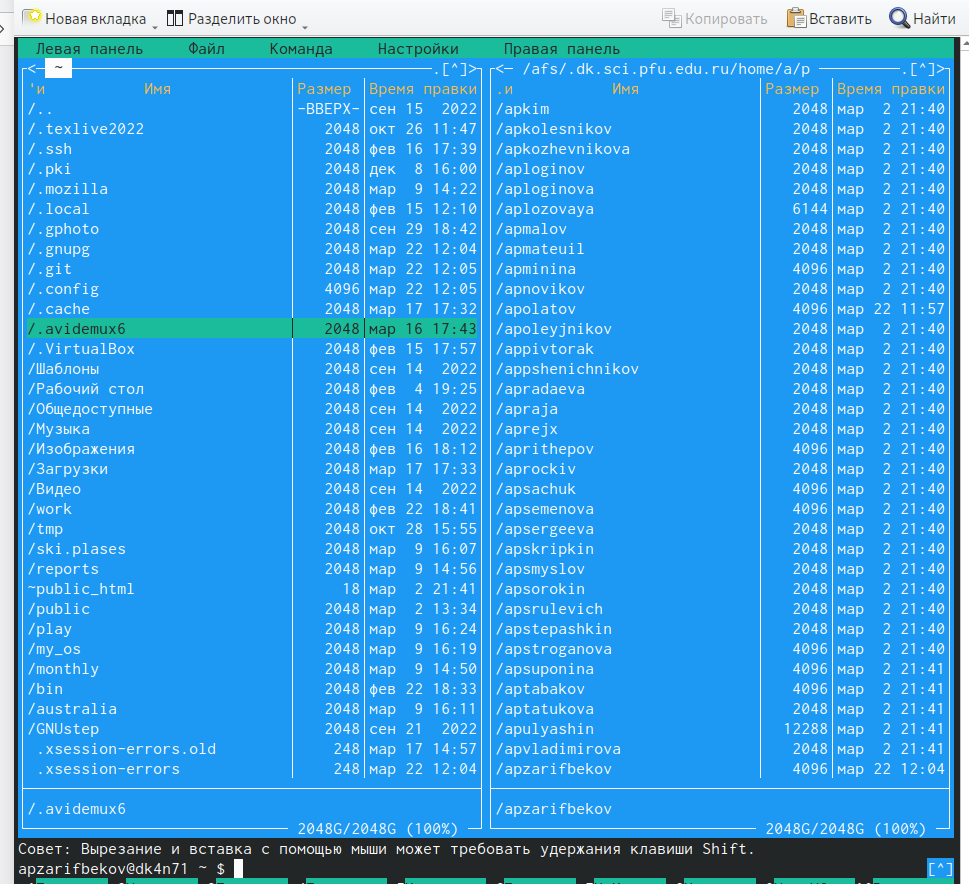 Новая вкладка Разделить окно Копировать Вставить Найти
Левая панель Файл Команда Настройки Правая панель
<— ~ .[^]> <— /afs/.dk.sci.pfu.edu.ru/home/a/p .[^]>
'и Имя Размер Время правки .и Имя Размер Время правки
/.. -ВВЕРХ- сен 15 2022 /apkim 2048 мар 2 21:40
/.texlive2022 2048 окт 26 11:47 /apkolesnikov 2048 мар 2 21:40
/.ssh 2048 фев 16 17:39 /apkozhevnikova 2048 мар 2 21:40
/.pki 2048 дек 8 16:00 /aploginov 2048 мар 2 21:40
/.mozilla 2048 мар 9 14:22 /aploginova 2048 мар 2 21:40
/.local 2048 фев 15 12:10 /aplozovaya 6144 мар 2 21:40
/.gphoto 2048 сен 29 18:42 /apmalov 2048 мар 2 21:40
/.gnupg 2048 мар 22 12:04 /apmateuil 2048 мар 2 21:40
/.git 2048 мар 22 12:05 /apminina 4096 мар 2 21:40
/.config 4096 мар 22 12:05 /apnovikov 2048 мар 2 21:40
/.cache 2048 мар 17 17:32 /apolatov 4096 мар 22 11:57
/.avidemux6 2048 мар 16 17:43 /apoleyjnikov 2048 мар 2 21:40
/.VirtualBox 2048 фев 15 17:57 /appivtorak 2048 мар 2 21:40
/Шаблоны 2048 сен 14 2022 /appshenichnikov 2048 мар 2 21:40
/Рабочий стол 2048 фев 4 19:25 /apradaeva 2048 мар 2 21:40
/Общедоступные 2048 сен 14 2022 /apraja 2048 мар 2 21:40
/Музыка 2048 сен 14 2022 /aprejx 2048 мар 2 21:40
/Изображения 2048 фев 16 18:12 /aprithepov 4096 мар 2 21:40
/Загрузки 2048 мар 17 17:33 /aprockiv 2048 мар 2 21:40
/Видео 2048 сен 14 2022 /apsachuk 4096 мар 2 21:40
/work 2048 фев 22 18:41 /apsemenova 4096 мар 2 21:40
/tmp 2048 окт 28 15:55 /apsergeeva 2048 мар 2 21:40
/ski.plases 2048 мар 9 16:07 /apskripkin 2048 мар 2 21:40
/reports 2048 мар 9 14:56 /apsmyslov 2048 мар 2 21:40
~public_html 18 мар 2 21:41 /apsorokin 4096 мар 2 21:40
/public 2048 мар 2 13:34 /apsrulevich 2048 мар 2 21:40
/play 2048 мар 9 16:24 /apstepashkin 2048 мар 2 21:40
/my_os 2048 мар 9 16:19 /apstroganova 4096 мар 2 21:40
/monthly 2048 мар 9 14:50 /apsuponina 4096 мар 2 21:41
/bin 2048 фев 22 18:33 /aptabakov 4096 мар 2 21:41
/australia 2048 мар 9 16:11 /aptatukova 2048 мар 2 21:41
/GNUstep 2048 сен 21 2022 /apulyashin 12288 мар 2 21:41
.xsession-errors.old 248 мар 17 14:57 /apvladimirova 2048 мар 2 21:41
.xsession-errors 248 мар 22 12:04 /apzarifbekov 4096 мар 22 12:04
/.avidemux6 /apzarifbekov
2048G/2048G (100%) 2048G/2048G (100%)
Совет: Вырезание и вставка с помощью мыши может требовать удержания клавиши Shift.
apzarifbekov@dk4n71 ~ $ [^]